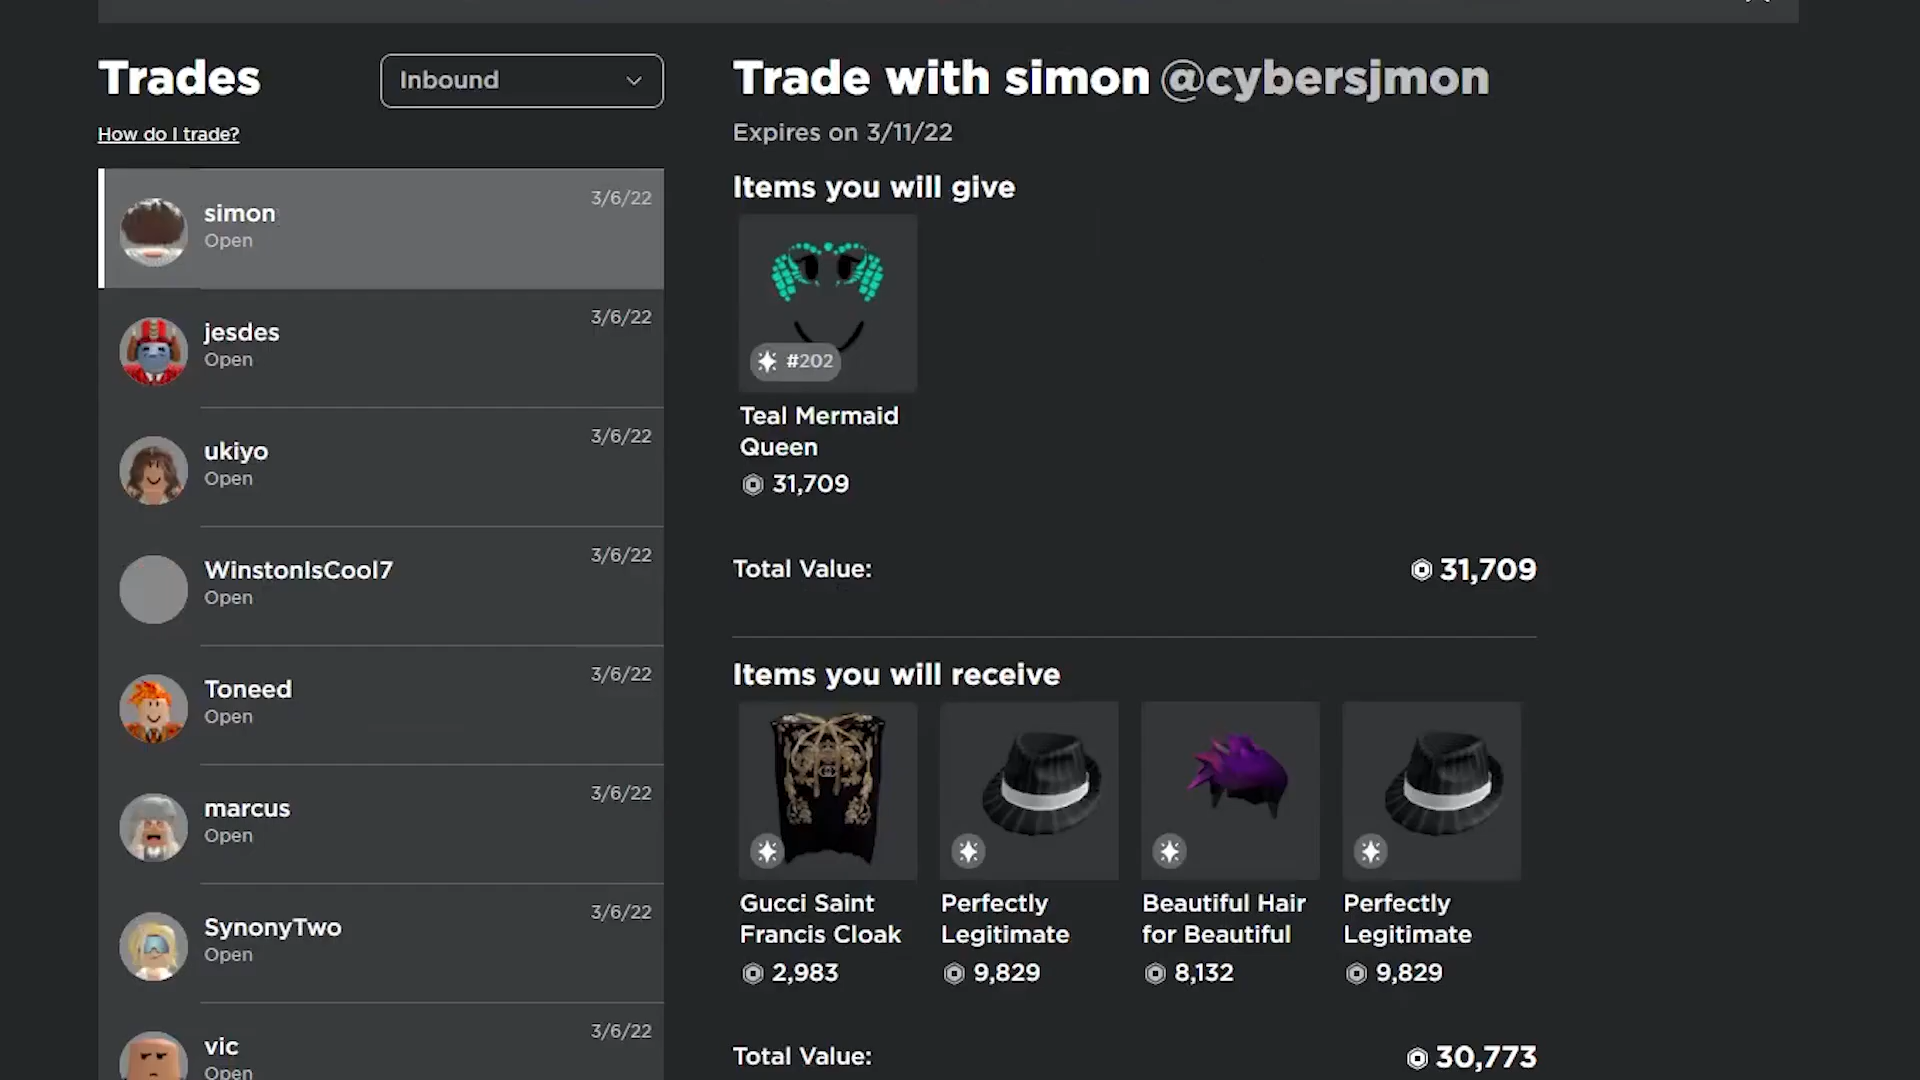 Trades
Inbound
How do I trade?
simon
Open
3/6/22
jesdes
Open
3/6/22
ukiyo
Open
3/6/22
WinstonIsCool7
Open
3/6/22
Toneed
Open
3/6/22
marcus
Open
3/6/22
SynonyTwo
Open
3/6/22
vic
Open
3/6/22
Trade with simon @cybersjmon
Expires on 3/11/22
Items you will give
#202
Teal Mermaid
Queen
31,709
Total Value: 31,709
Items you will receive
Gucci Saint
Francis Cloak
2,983
Perfectly
Legitimate
9,829
Beautiful Hair
for Beautiful
8,132
Perfectly
Legitimate
9,829
Total Value: 30,773